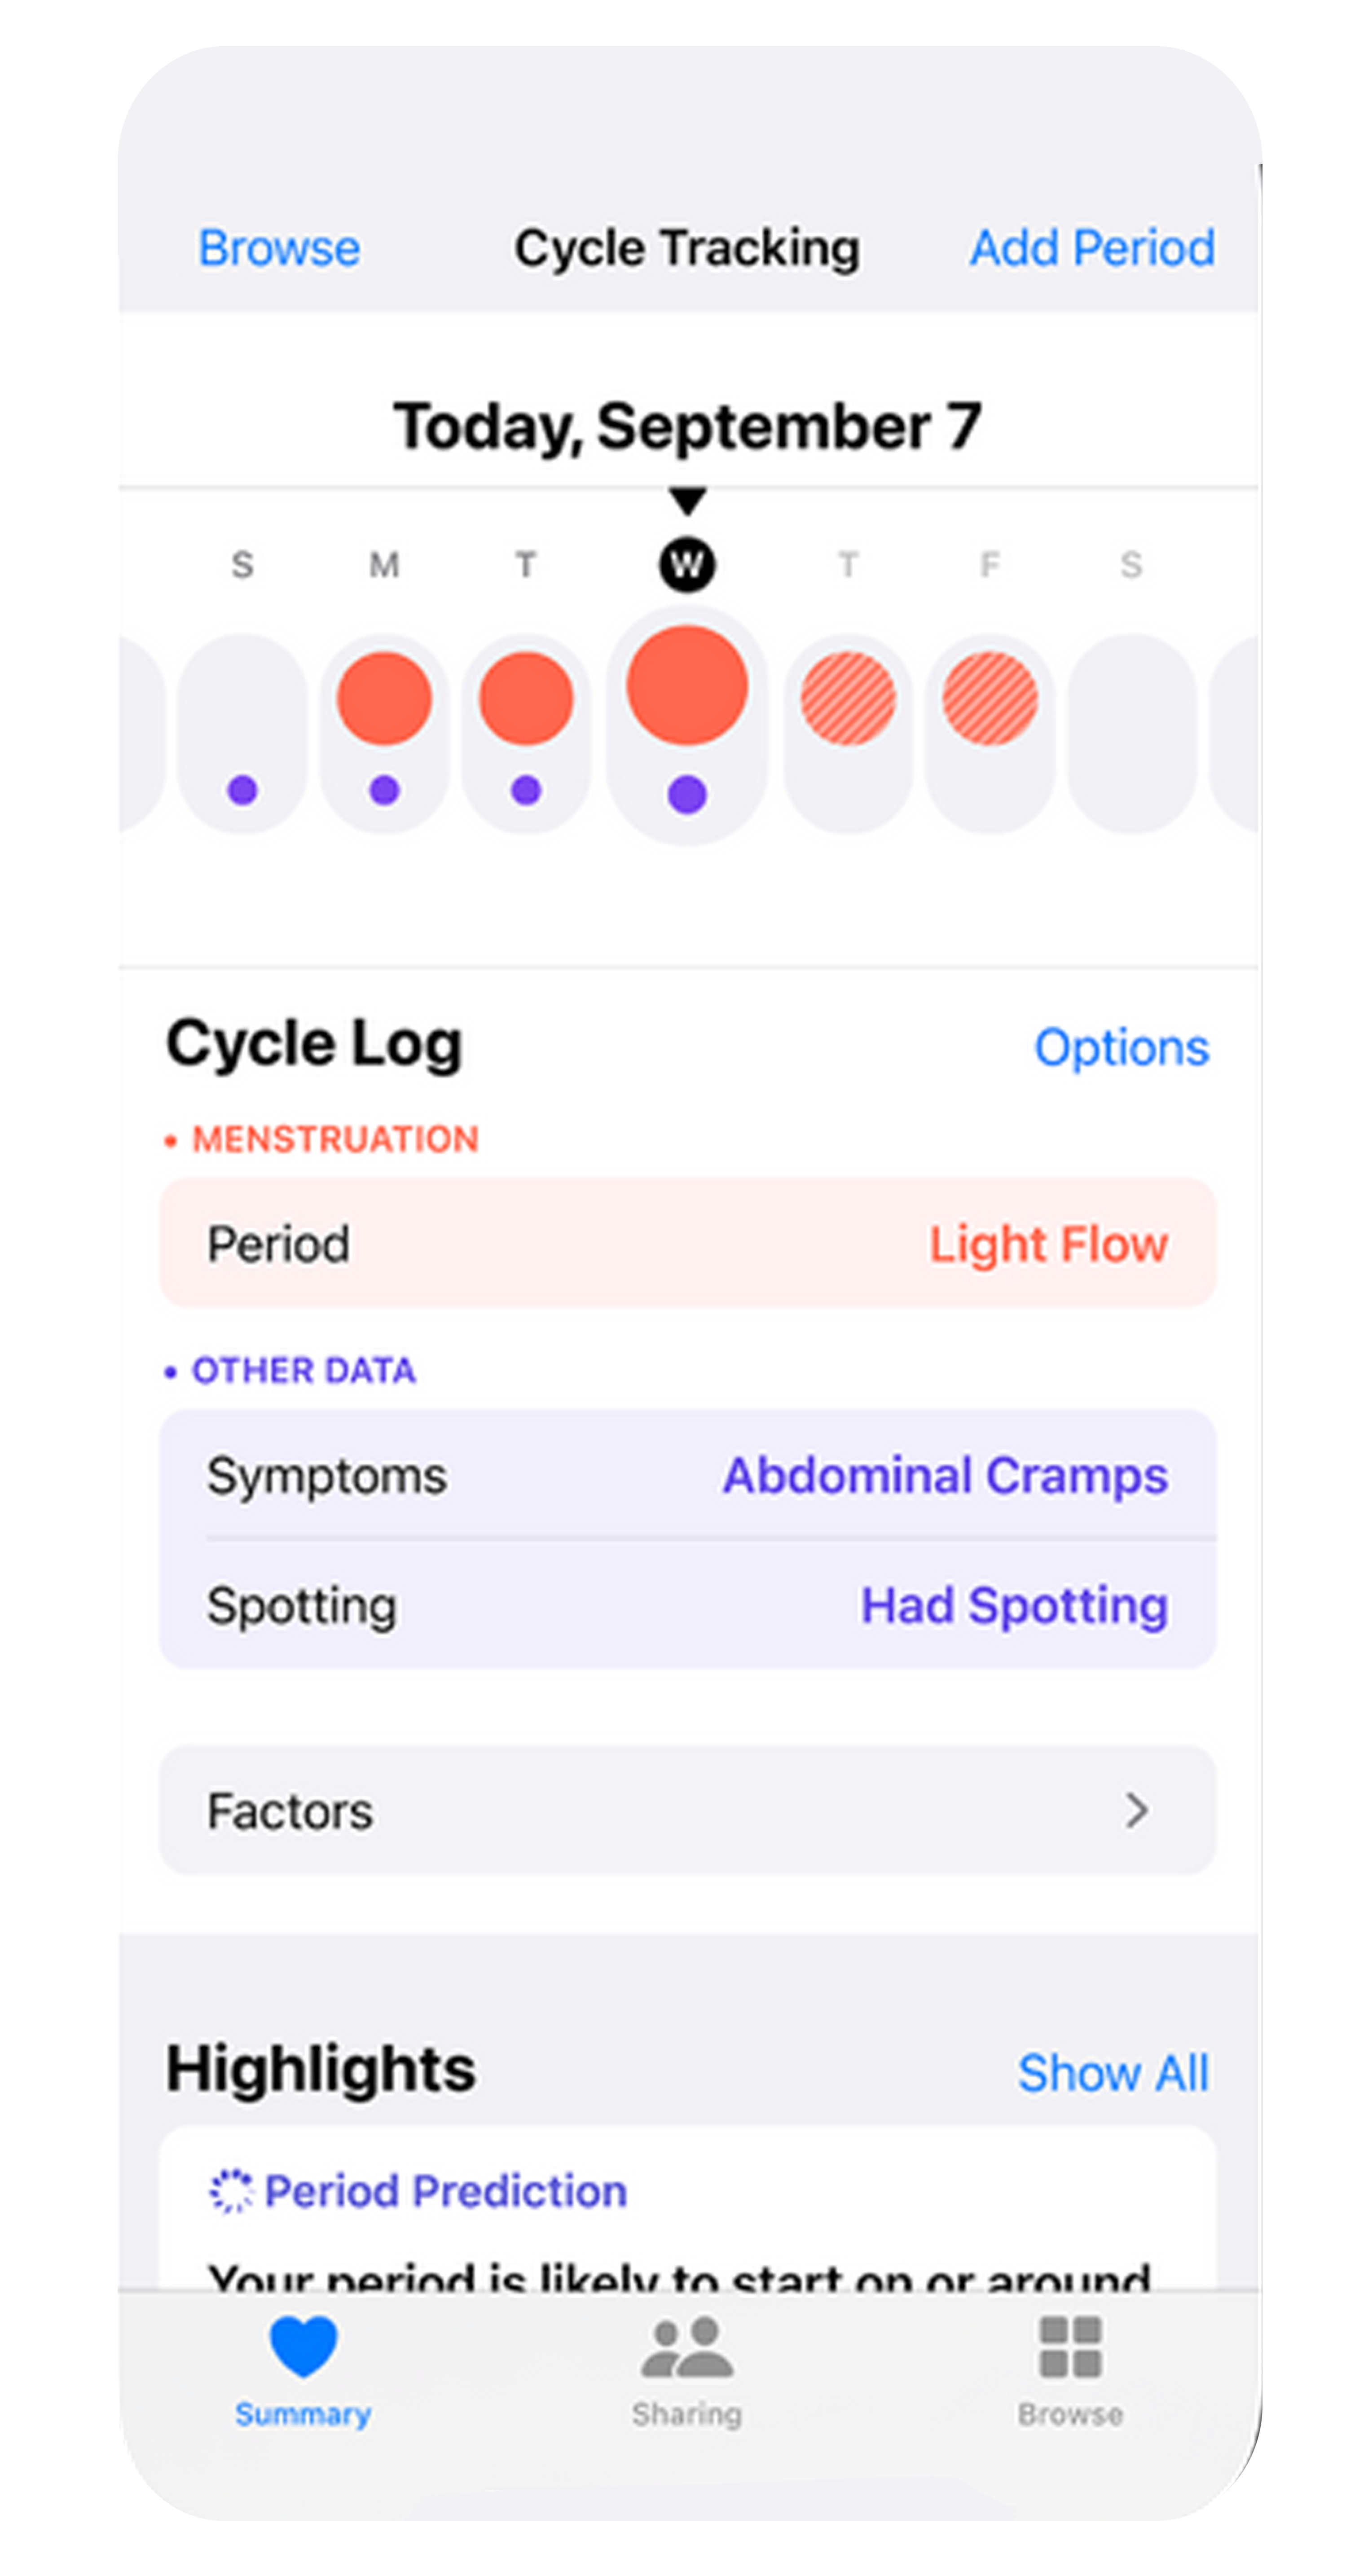 Browse Cycle Tracking Add Period
Today, September 7
S M T W T F S
Cycle Log Options
• MENSTRUATION
Period Light Flow
• OTHER DATA
Symptoms Abdominal Cramps
Spotting Had Spotting
Factors
Highlights Show All
Period Prediction
Your period is likely to start on or around
Summary Sharing Browse